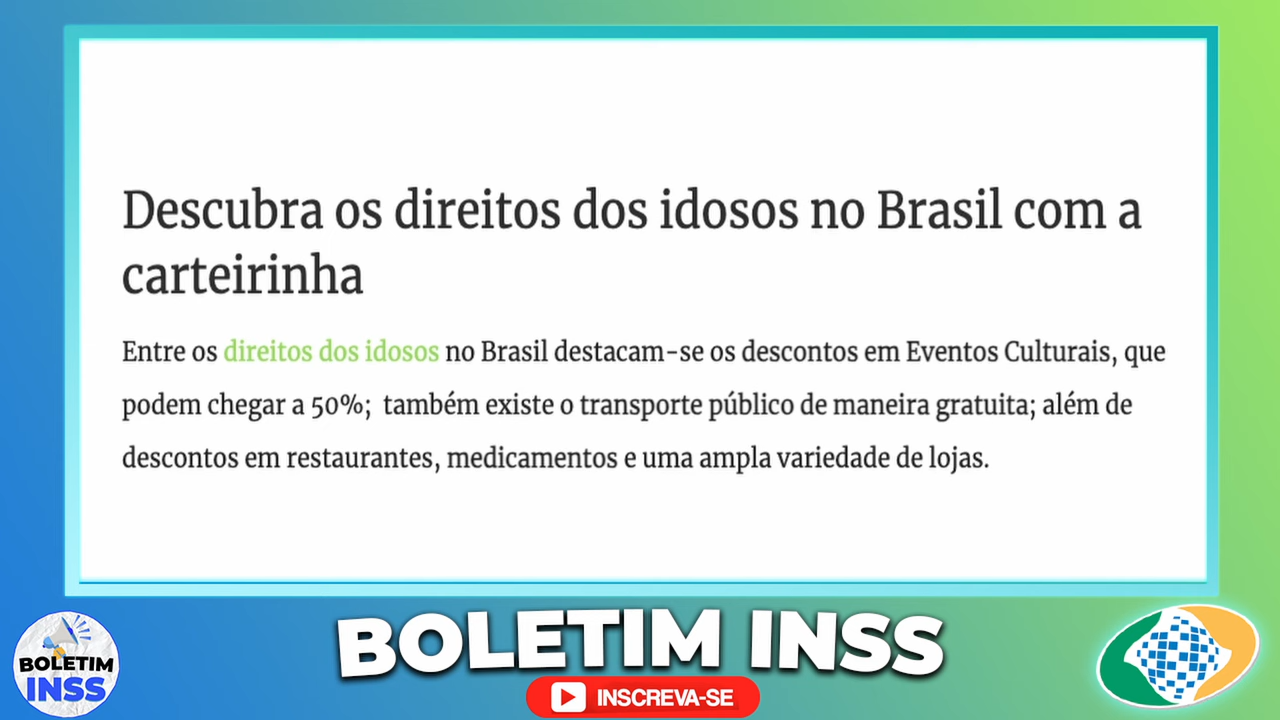 Descubra os direitos dos idosos no Brasil com a
carteirinha
Entre os direitos dos idosos no Brasil destacam-se os descontos em Eventos Culturais, que
podem chegar a 50%;  também existe o transporte público de maneira gratuita; além de
descontos em restaurantes, medicamentos e uma ampla variedade de lojas.
BOLETIM INSS
INSCREVA-SE
BOLETIM
INSS